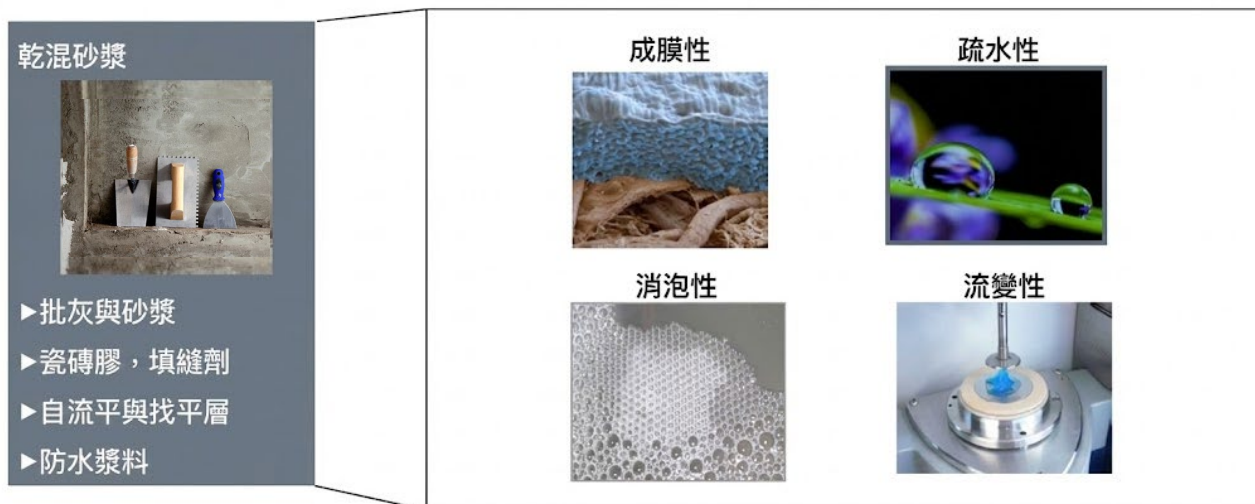 乾混砂漿
▶批灰與砂漿
▶瓷磚膠，填縫劑
▶自流平與找平層
▶防水漿料
成膜性
疏水性
消泡性
流變性